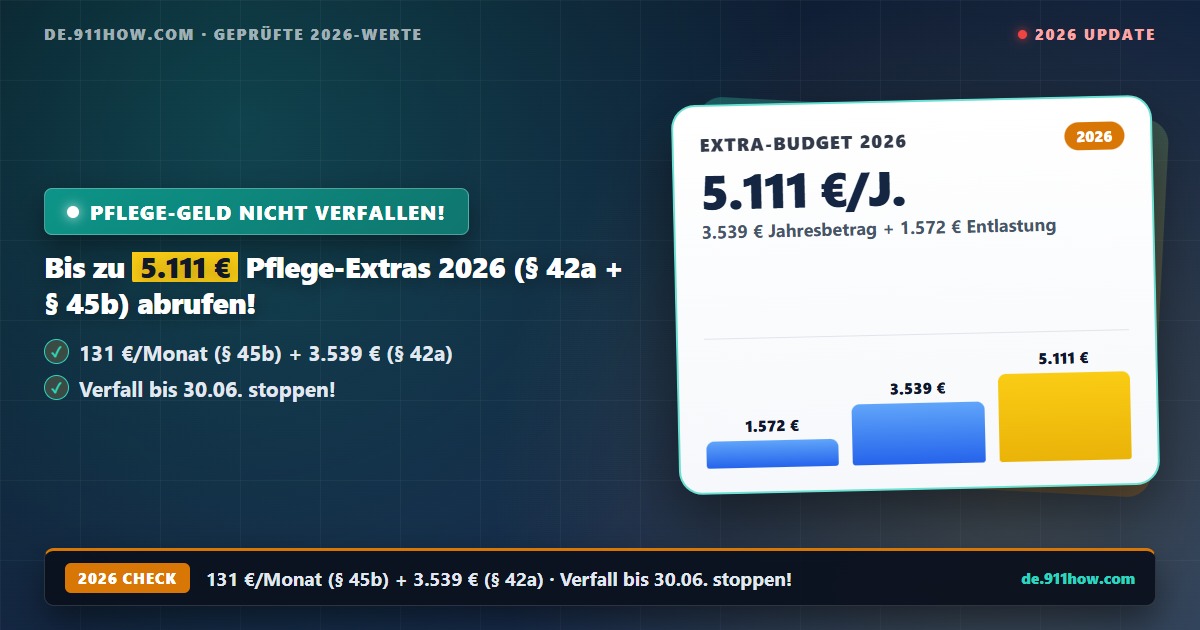 DE.911HOW.COM · GEPRÜFTE 2026-WERTE
2026 UPDATE
PFLEGE-GELD NICHT VERFALLEN!
Bis zu 5.111 € Pflege-Extras 2026 (§ 42a +
§ 45b) abrufen!
✓ 131 €/Monat (§ 45b) + 3.539 € (§ 42a)
✓ Verfall bis 30.06. stoppen!
EXTRA-BUDGET 2026
2026
5.111 €/J.
3.539 € Jahresbetrag + 1.572 € Entlastung
1.572 €
3.539 €
5.111 €
2026 CHECK
131 €/Monat (§ 45b) + 3.539 € (§ 42a) · Verfall bis 30.06. stoppen!
de.911how.com